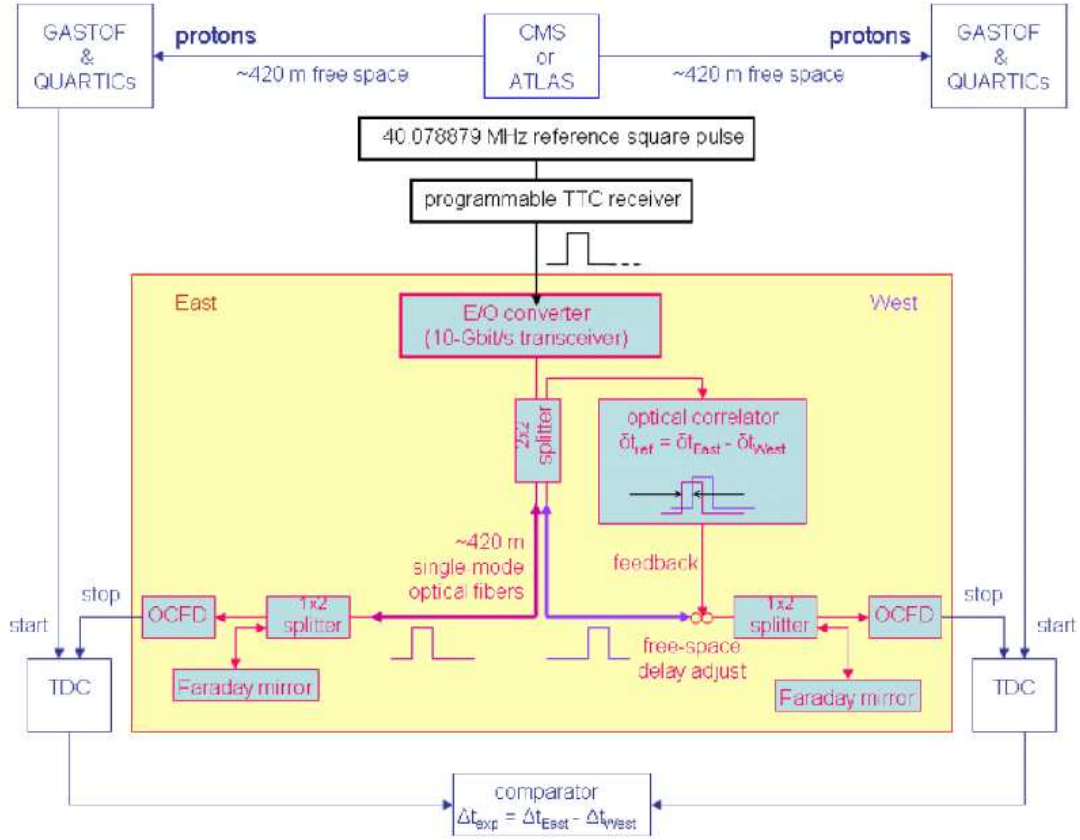 GASTOF
&
QUARTICs
protons
~420 m free space
CMS
or
ATLAS
protons
~420 m free space
GASTOF
&
QUARTICs
40.078879 MHz reference square pulse
programmable TTC receiver
East
West
E/O converter
(10-Gbit/s transceiver)
2x2
splitter
optical correlator
δt_ref = δt_East - δt_West
~420 m
single-mode
optical fibers
feedback
stop
start
OCFD
1x2
splitter
Faraday mirror
TDC
free-space
delay adjust
1x2
splitter
OCFD
Faraday mirror
stop
start
TDC
comparator
Δt_exp = Δt_East - Δt_West